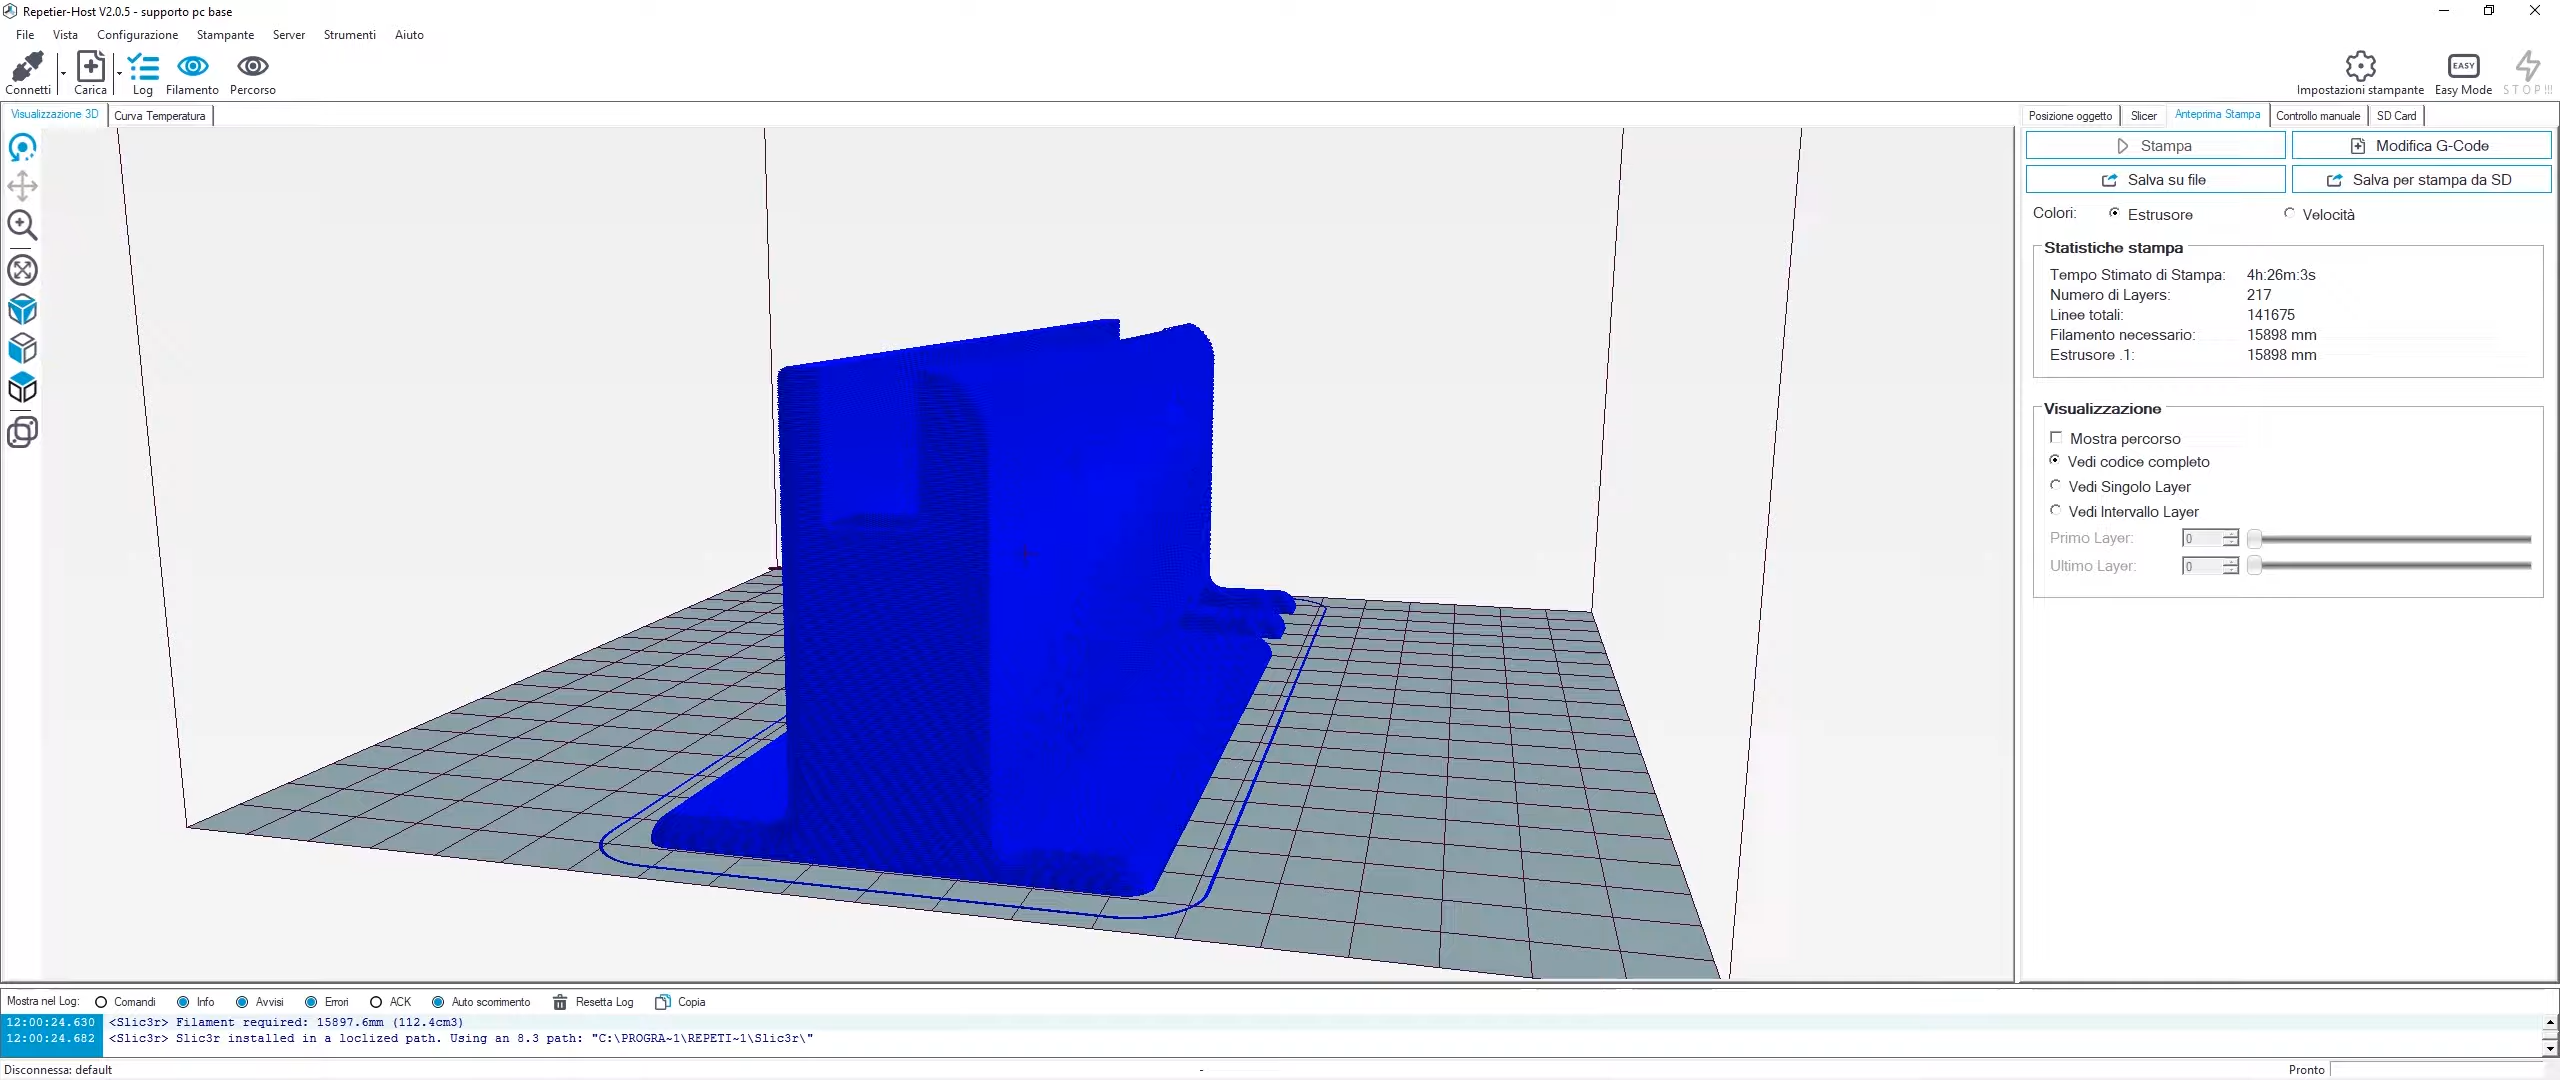 Repetier-Host V2.0.5 - supporto pc base
File Vista Configurazione Stampante Server Strumenti Aiuto
Connetti Carica Log Filamento Percorso Impostazioni stampante EASY Easy Mode STOP!!!
Visualizzazione 3D Curva Temperatura Posizione oggetto Slicer Anteprima Stampa Controllo manuale SD Card
Stampa Modifica G-Code
Salva su file Salva per stampa da SD
Colori: Estrusore Velocità
Statistiche stampa
Tempo Stimato di Stampa: 4h:26m:3s
Numero di Layers: 217
Linee totali: 141675
Filamento necessario: 15898 mm
Estrusore .1: 15898 mm
Visualizzazione
Mostra percorso
Vedi codice completo
Vedi Singolo Layer
Vedi Intervallo Layer
Primo Layer: 0
Ultimo Layer: 0
Mostra nel Log: Comandi Info Avvisi Errori ACK Auto scorrimento Resetta Log Copia
12:00:24.630 <Slic3r> Filament required: 15897.6mm (112.4cm3)
12:00:24.682 <Slic3r> Slic3r installed in a loclized path. Using an 8.3 path: "C:\PROGRA~1\REPETI~1\Slic3r\"
Disconnessa: default - Pronto